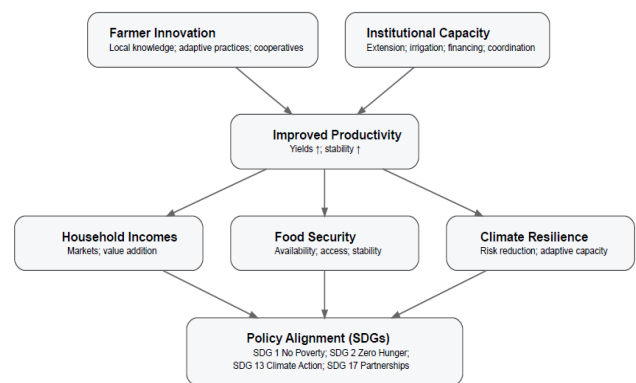 Farmer Innovation
Local knowledge; adaptive practices; cooperatives
Institutional Capacity
Extension; irrigation; financing; coordination
Improved Productivity
Yields ↑; stability ↑
Household Incomes
Markets; value addition
Food Security
Availability; access; stability
Climate Resilience
Risk reduction; adaptive capacity
Policy Alignment (SDGs)
SDG 1 No Poverty; SDG 2 Zero Hunger;
SDG 13 Climate Action; SDG 17 Partnerships